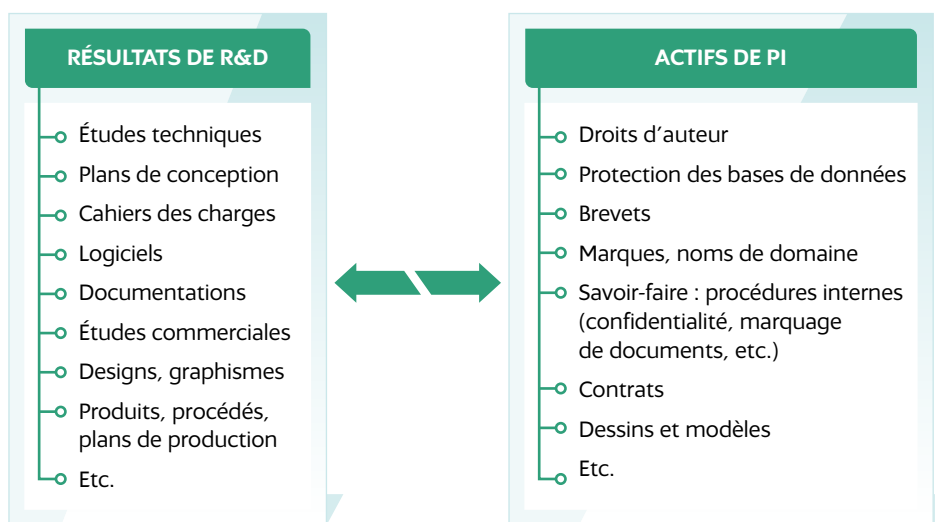 RÉSULTATS DE R&D
Études techniques
Plans de conception
Cahiers des charges
Logiciels
Documentations
Études commerciales
Designs, graphismes
Produits, procédés,
plans de production
Etc.
ACTIFS DE PI
Droits d’auteur
Protection des bases de données
Brevets
Marques, noms de domaine
Savoir-faire : procédures internes
(confidentialité, marquage
de documents, etc.)
Contrats
Dessins et modèles
Etc.